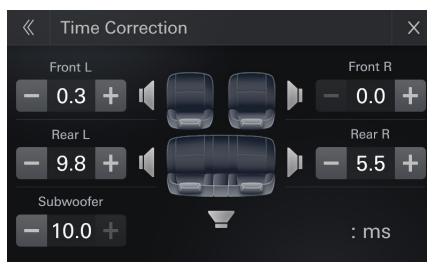 《 Time Correction X
Front L
Front R
− 0.3 +
− 0.0 +
Rear L
Rear R
− 9.8 +
− 5.5 +
Subwoofer
− 10.0 +
: ms